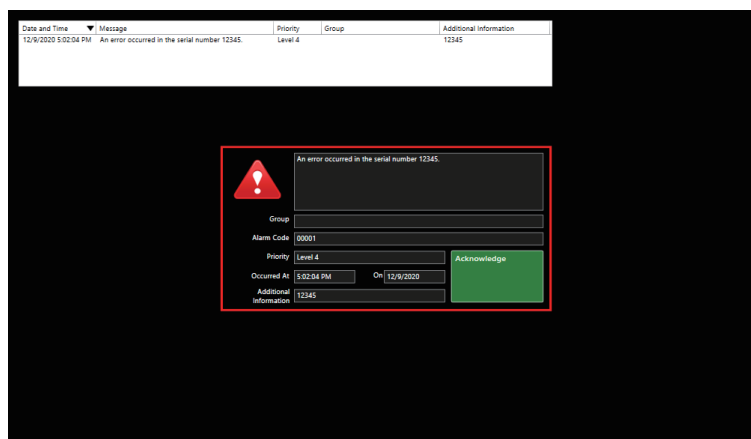 Date and Time Message Priority Group Additional Information
12/9/2020 5:02:04 PM An error occurred in the serial number 12345. Level 4 12345
An error occurred in the serial number 12345.
Group
Alarm Code 00001
Priority Level 4
Acknowledge
Occurred At 5:02:04 PM On 12/9/2020
Additional
Information 12345